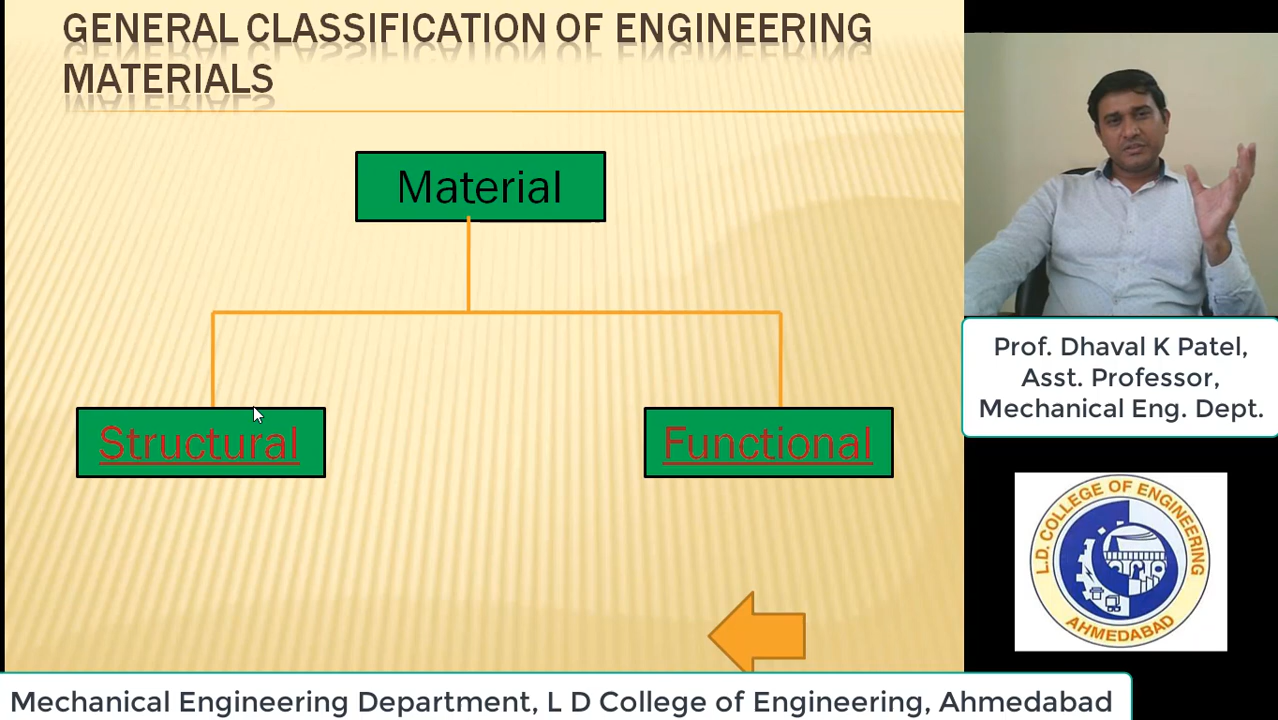 GENERAL CLASSIFICATION OF ENGINEERING
MATERIALS
Material
Structural
Functional
Prof. Dhaval K Patel,
Asst. Professor,
Mechanical Eng. Dept.
L.D. COLLEGE OF ENGINEERING
AHMEDABAD
Mechanical Engineering Department, L D College of Engineering, Ahmedabad